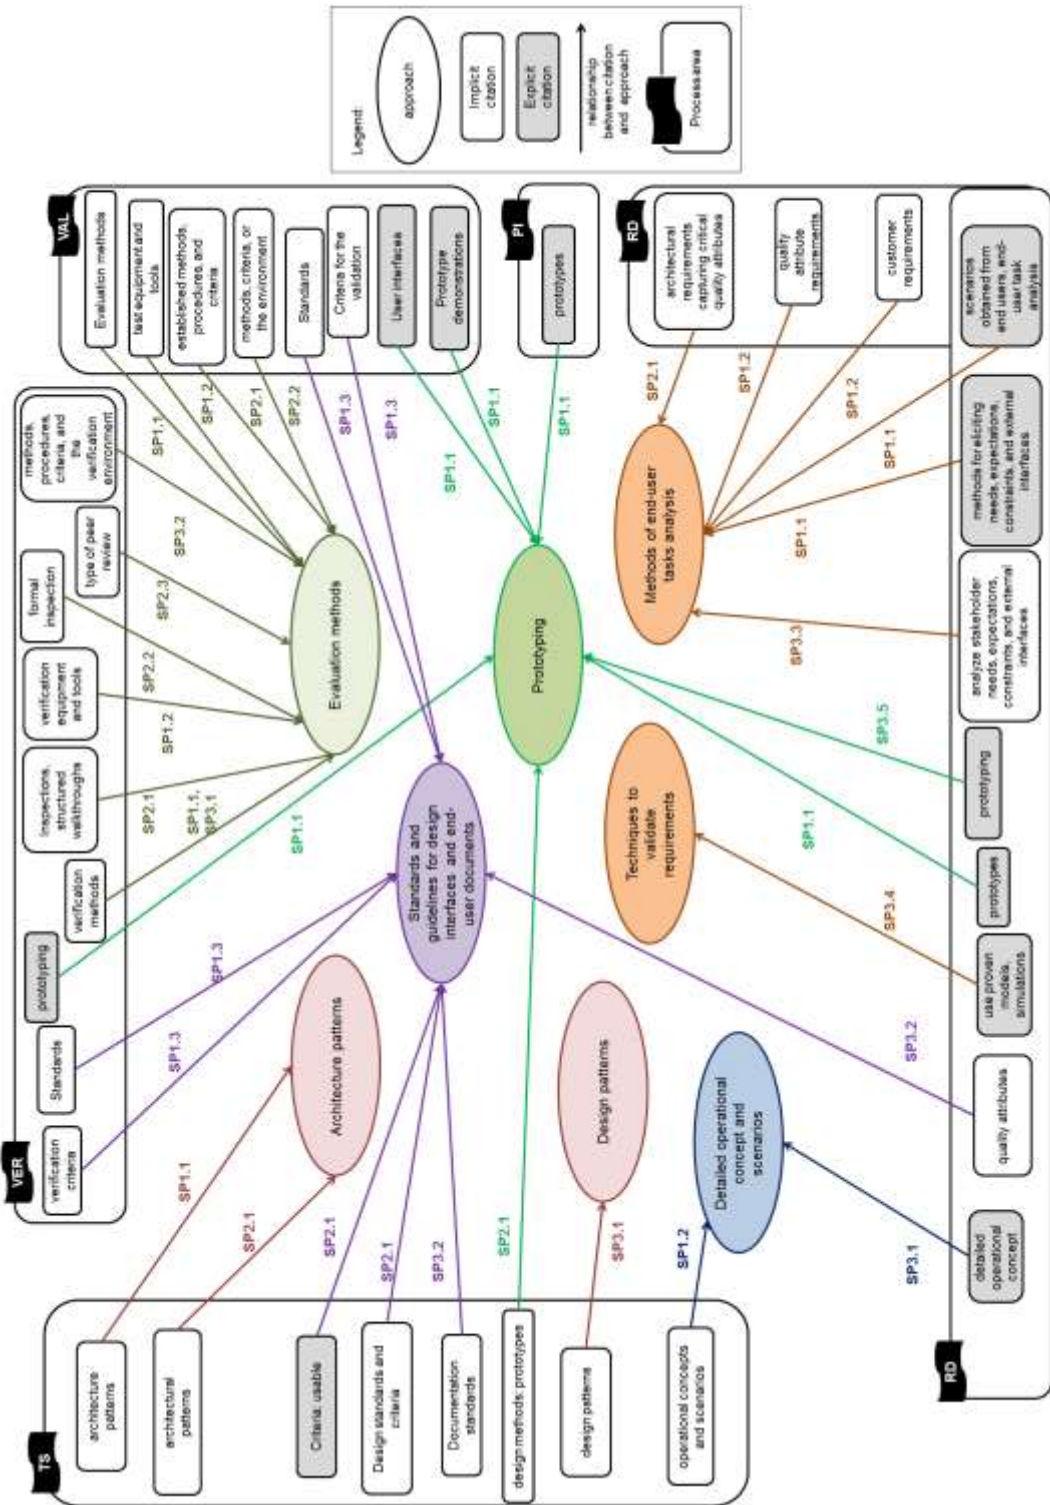 Legend:
approach
Implicit
citation
Explicit
citation
relationship
between citation
and approach
Process area
VER
verification
criteria
Standards
prototyping
verification
methods
Inspections,
structured
walkthroughs
verification
equipment
and tools
formal
inspection
type of peer
review
methods,
procedures,
criteria, and
the
verification
environment
SP1.3
SP1.3
SP1.1
SP1.1,
SP3.1
SP2.1
SP1.2
SP2.2
SP2.3
SP3.2
VAL
Evaluation methods
test equipment and
tools
established methods,
procedures, and
criteria
methods, criteria, or
the environment
Standards
Criteria for the
validation
User interfaces
Prototype
demonstrations
SP1.1
SP1.2
SP2.1
SP2.2
SP1.3
SP1.3
SP1.1
SP1.1
PI
prototypes
SP1.1
TS
architecture
patterns
architectural
patterns
Criteria: usable
Design standards and
criteria
Documentation
standards
design methods: prototypes
design patterns
operational concepts
and scenarios
SP1.1
SP2.1
SP2.1
SP2.1
SP3.2
SP2.1
SP3.1
SP1.2
Architecture patterns
Evaluation methods
Standards and
guidelines for design
interfaces and end-
user documents
Prototyping
Design patterns
Techniques to
validate
requirements
Methods of end-user
tasks analysis
Detailed operational
concept and
scenarios
RD
architectural
requirements
capturing critical
quality attributes
quality
attribute
requirements
customer
requirements
scenarios
obtained from
end users, end-
user task
analysis
SP2.1
SP1.2
SP1.2
SP1.1
SP1.1
SP3.3
SP3.5
SP1.1
SP3.4
SP3.2
SP3.1
RD
detailed
operational
concept
quality attributes
use proven
models,
simulations
prototypes
prototyping
analyze stakeholder
needs, expectations,
constraints, and external
interfaces
methods for eliciting
needs, expectations,
constraints, and external
interfaces